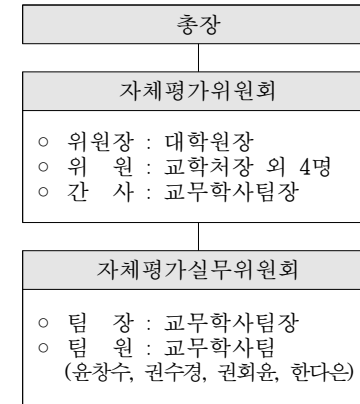 총장
자체평가위원회
○ 위원장 : 대학원장
○ 위 원 : 교학처장 외 4명
○ 간 사 : 교무학사팀장
자체평가실무위원회
○ 팀 장 : 교무학사팀장
○ 팀 원 : 교무학사팀
(윤창수, 권수경, 권회윤, 한다은)